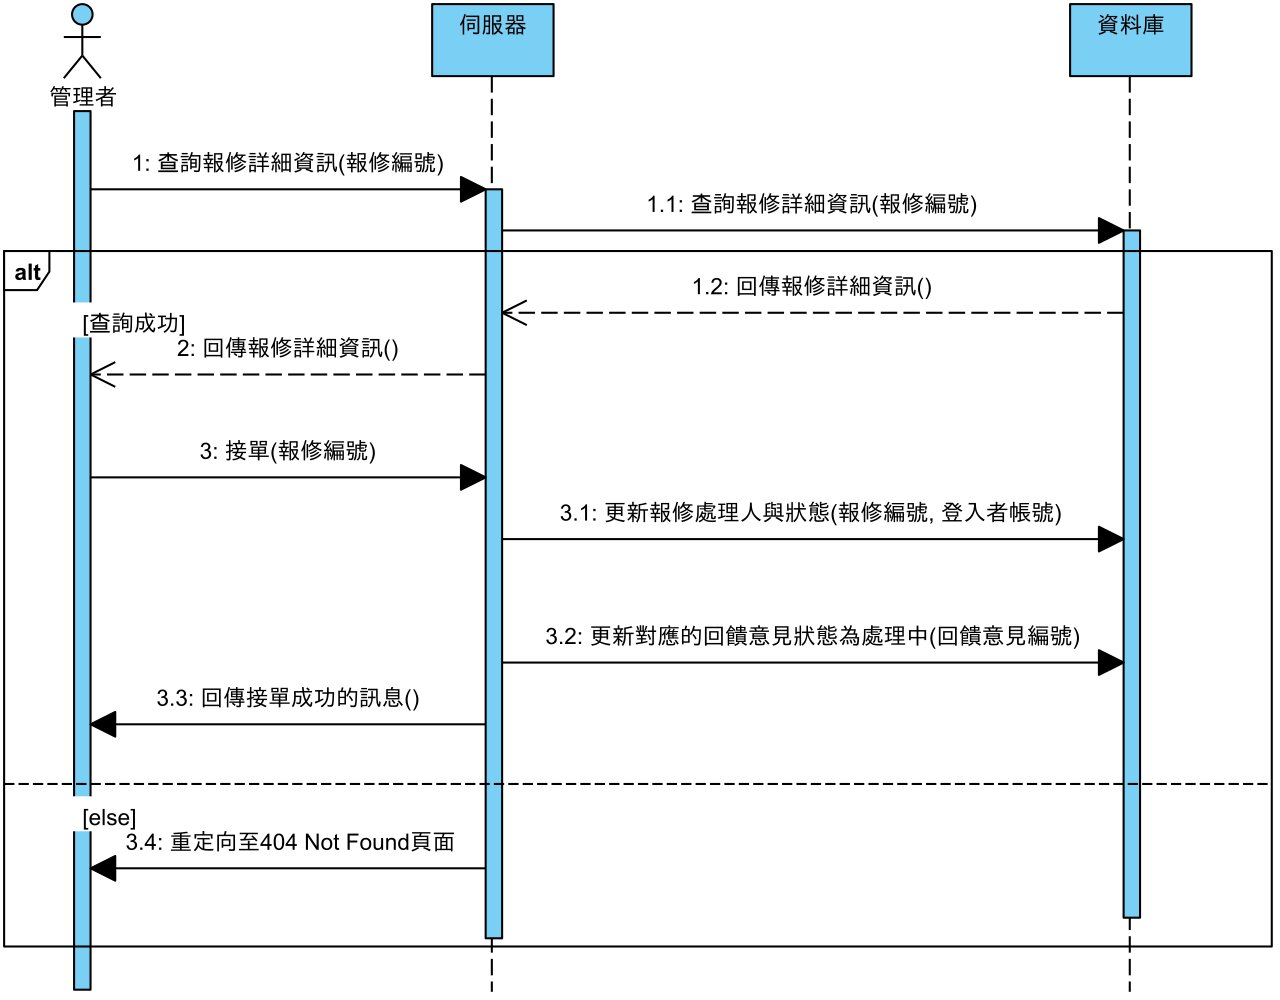 管理者
伺服器
資料庫
1: 查詢報修詳細資訊(報修編號)
1.1: 查詢報修詳細資訊(報修編號)
alt
1.2: 回傳報修詳細資訊()
[查詢成功]
2: 回傳報修詳細資訊()
3: 接單(報修編號)
3.1: 更新報修處理人與狀態(報修編號, 登入者帳號)
3.2: 更新對應的回饋意見狀態為處理中(回饋意見編號)
3.3: 回傳接單成功的訊息()
[else]
3.4: 重定向至404 Not Found頁面